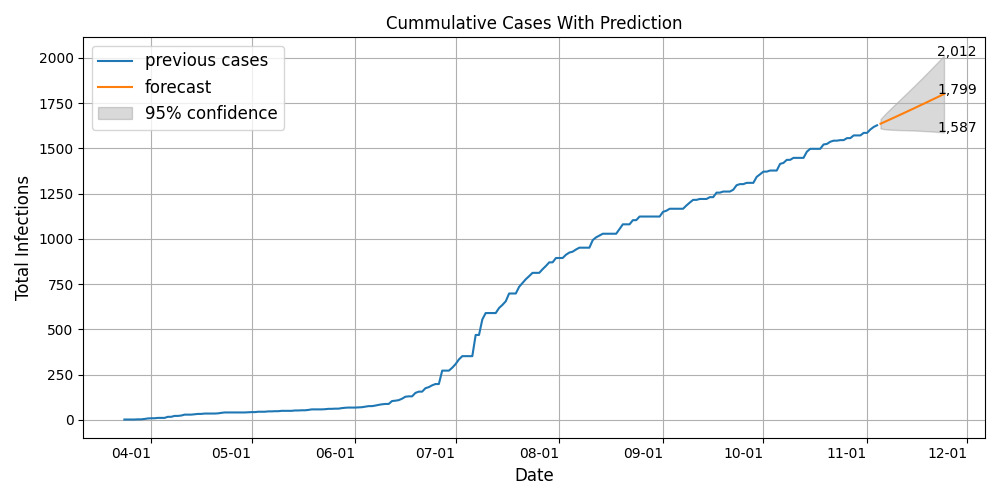 Cummulative Cases With Prediction
previous cases
forecast
95% confidence
2,012
1,799
1,587
2000
1750
1500
1250
1000
750
500
250
0
Total Infections
04-01 05-01 06-01 07-01 08-01 09-01 10-01 11-01 12-01
Date